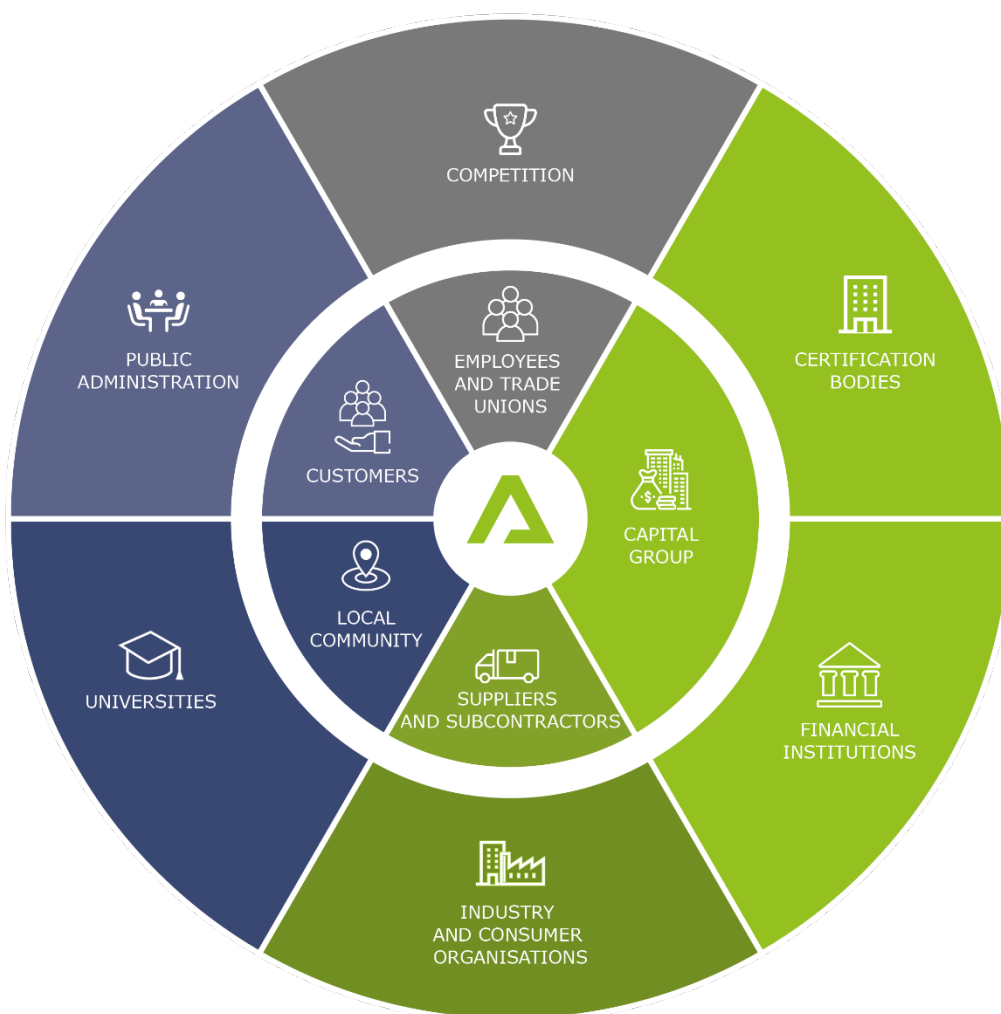 COMPETITION
PUBLIC
ADMINISTRATION
CERTIFICATION
BODIES
EMPLOYEES
AND TRADE
UNIONS
CUSTOMERS
CAPITAL
GROUP
LOCAL
COMMUNITY
SUPPLIERS
AND SUBCONTRACTORS
UNIVERSITIES
FINANCIAL
INSTITUTIONS
INDUSTRY
AND CONSUMER
ORGANISATIONS